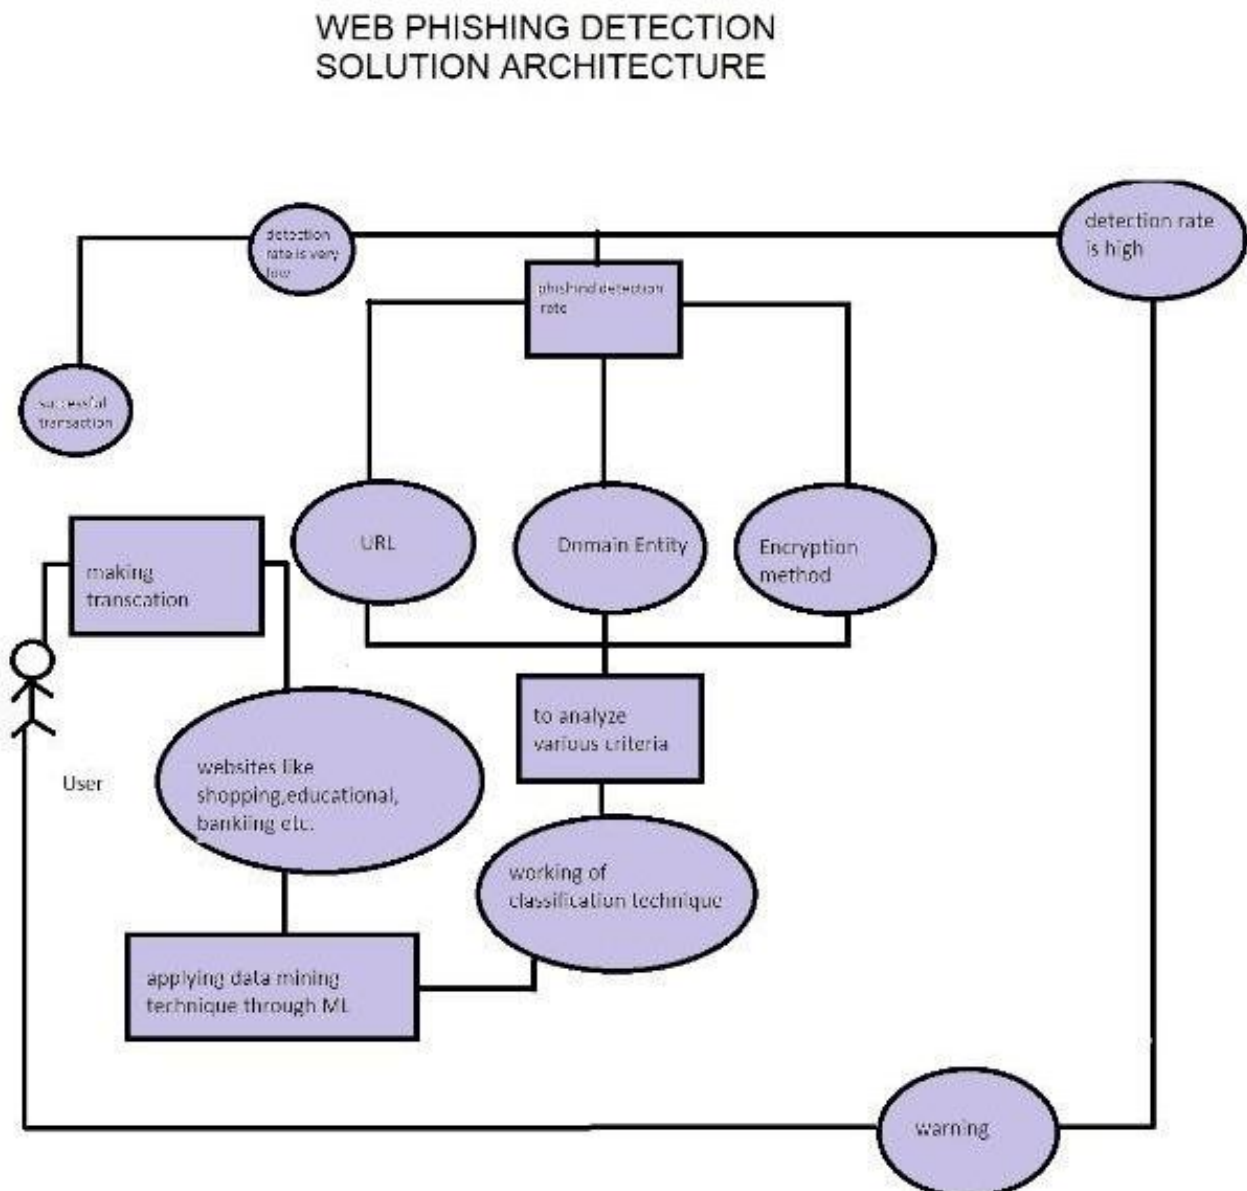 WEB PHISHING DETECTION
SOLUTION ARCHITECTURE
detection rate
is high
detection
rate is very
low
phishind detection
rate
successful
transaction
URL
Domain Entity
Encryption
method
making
transcation
to analyze
various criteria
websites like
shopping,educational,
bankiing etc.
User
working of
classification technique
applying data mining
technique through ML
warning